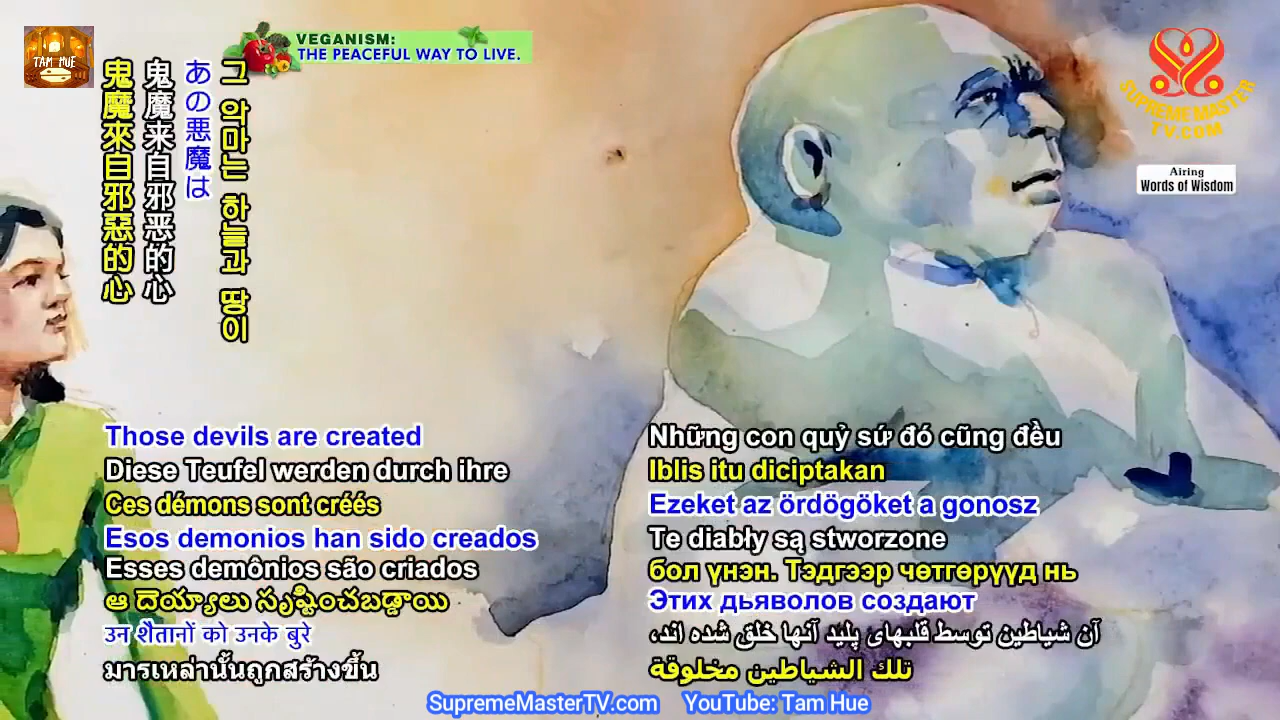 TAM HUE
VEGANISM:
THE PEACEFUL WAY TO LIVE.
SUPREME MASTER
TV.COM
Airing
Words of Wisdom
그 악마는 하늘과 땅이
あの悪魔は
鬼魔来自邪恶的心
鬼魔來自邪惡的心
Those devils are created
Diese Teufel werden durch ihre
Ces démons sont créés
Esos demonios han sido creados
Esses demônios são criados
ఆ దెయ్యాలు సృష్టించబడ్డాయి
उन शैतानों को उनके बुरे
มารเหล่านั้นถูกสร้างขึ้น
Những con quỷ sứ đó cũng đều
Iblis itu diciptakan
Ezeket az ördögöket a gonosz
Te diabły są stworzone
бол үнэн. Тэдгээр чөтгөрүүд нь
Этих дьяволов создают
آن شیاطین توسط قلبهای پلید آنها خلق شده اند،
تلك الشياطين مخلوقة
SupremeMasterTV.com YouTube: Tam Hue